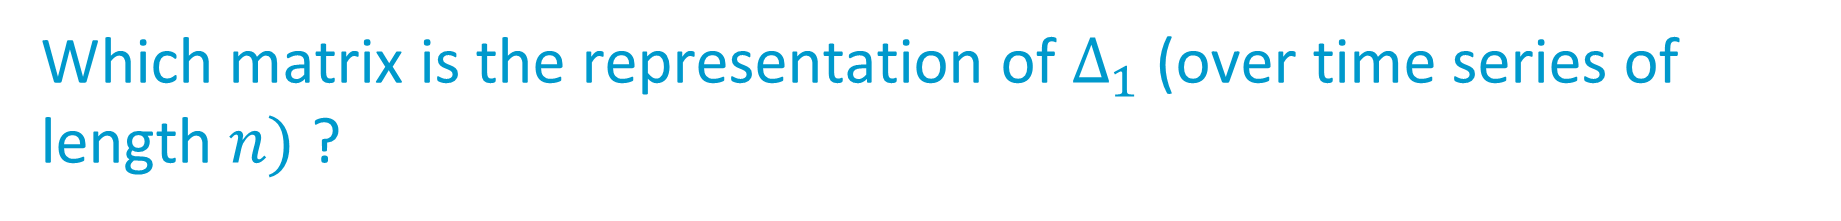 Which matrix is the representation of Δ₁ (over time series of
length 𝑛) ?